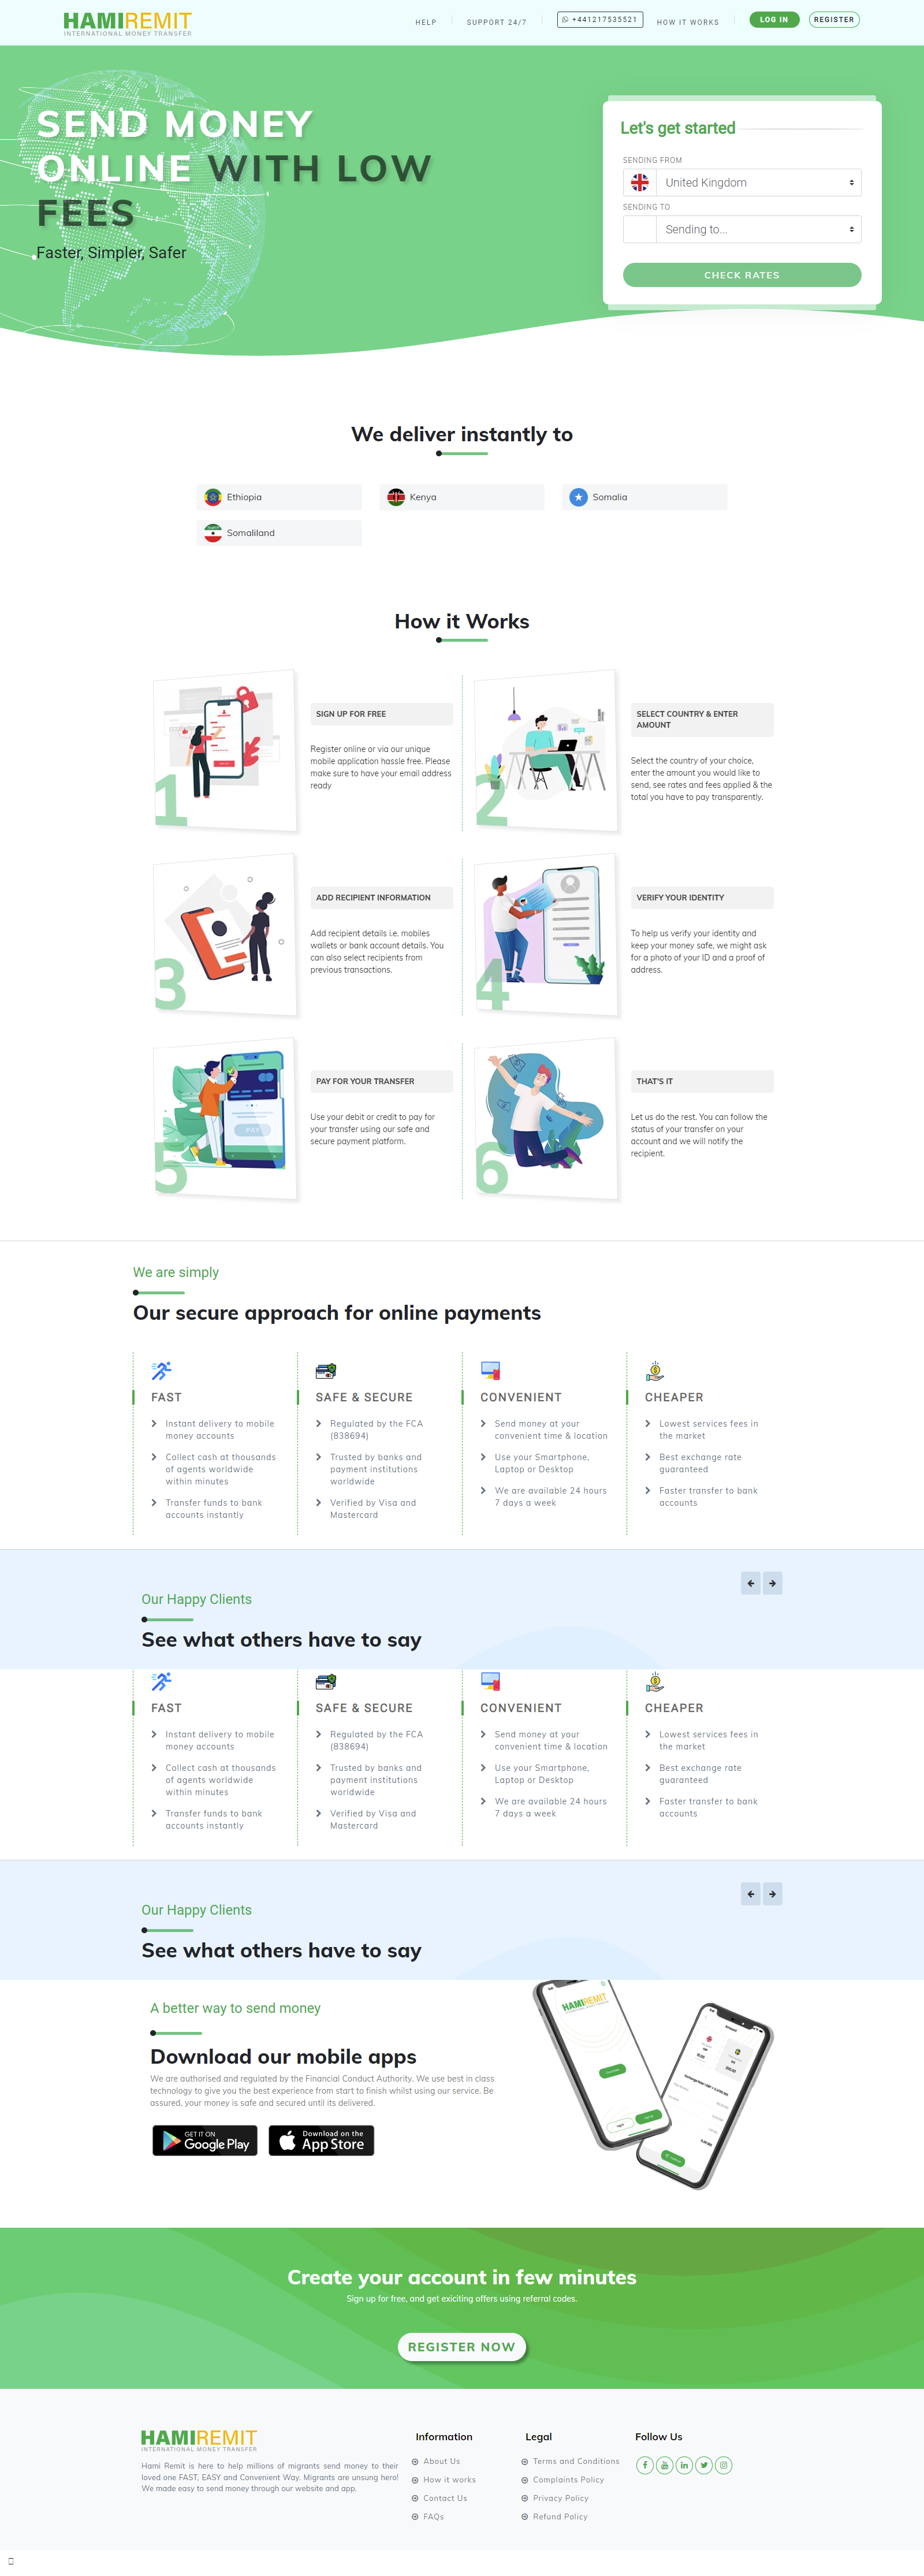 HAMIREMIT
INTERNATIONAL MONEY TRANSFER
HELP
SUPPORT 24/7
+441217535521
HOW IT WORKS
LOG IN
REGISTER
SEND MONEY
ONLINE WITH LOW
FEES
Faster, Simpler, Safer
Let's get started
SENDING FROM
United Kingdom
SENDING TO
Sending to...
CHECK RATES
We deliver instantly to
Ethiopia
Kenya
Somalia
Somaliland
How it Works
1
SIGN UP FOR FREE
Register online or via our unique
mobile application hassle free. Please
make sure to have your email address
ready
2
SELECT COUNTRY & ENTER
AMOUNT
Select the country of your choice,
enter the amount you would like to
send, see rates and fees applied & the
total you have to pay transparently.
3
ADD RECIPIENT INFORMATION
Add recipient details i.e. mobiles
wallets or bank account details. You
can also select recipients from
previous transactions.
4
VERIFY YOUR IDENTITY
To help us verify your identity and
keep your money safe, we might ask
for a photo of your ID and a proof of
address.
5
PAY
PAY FOR YOUR TRANSFER
Use your debit or credit to pay for
your transfer using our safe and
secure payment platform.
6
THAT'S IT
Let us do the rest. You can follow the
status of your transfer on your
account and we will notify the
recipient.
We are simply
Our secure approach for online payments
FAST
Instant delivery to mobile
money accounts
Collect cash at thousands
of agents worldwide
within minutes
Transfer funds to bank
accounts instantly
SAFE & SECURE
Regulated by the FCA
(838694)
Trusted by banks and
payment institutions
worldwide
Verified by Visa and
Mastercard
CONVENIENT
Send money at your
convenient time & location
Use your Smartphone,
Laptop or Desktop
We are available 24 hours
7 days a week
CHEAPER
Lowest services fees in
the market
Best exchange rate
guaranteed
Faster transfer to bank
accounts
Our Happy Clients
See what others have to say
FAST
Instant delivery to mobile
money accounts
Collect cash at thousands
of agents worldwide
within minutes
Transfer funds to bank
accounts instantly
SAFE & SECURE
Regulated by the FCA
(838694)
Trusted by banks and
payment institutions
worldwide
Verified by Visa and
Mastercard
CONVENIENT
Send money at your
convenient time & location
Use your Smartphone,
Laptop or Desktop
We are available 24 hours
7 days a week
CHEAPER
Lowest services fees in
the market
Best exchange rate
guaranteed
Faster transfer to bank
accounts
Our Happy Clients
See what others have to say
A better way to send money
Download our mobile apps
We are authorised and regulated by the Financial Conduct Authority. We use best in class
technology to give you the best experience from start to finish whilst using our service. Be
assured, your money is safe and secured until its delivered.
GET IT ON
Google Play
Download on the
App Store
HAMIREMIT
Create your account in few minutes
Sign up for free, and get exiciting offers using referral codes.
REGISTER NOW
HAMIREMIT
INTERNATIONAL MONEY TRANSFER
Hami Remit is here to help millions of migrants send money to their
loved one FAST, EASY and Convenient Way. Migrants are unsung hero!
We made easy to send money through our website and app.
Information
About Us
How it works
Contact Us
FAQs
Legal
Terms and Conditions
Complaints Policy
Privacy Policy
Refund Policy
Follow Us